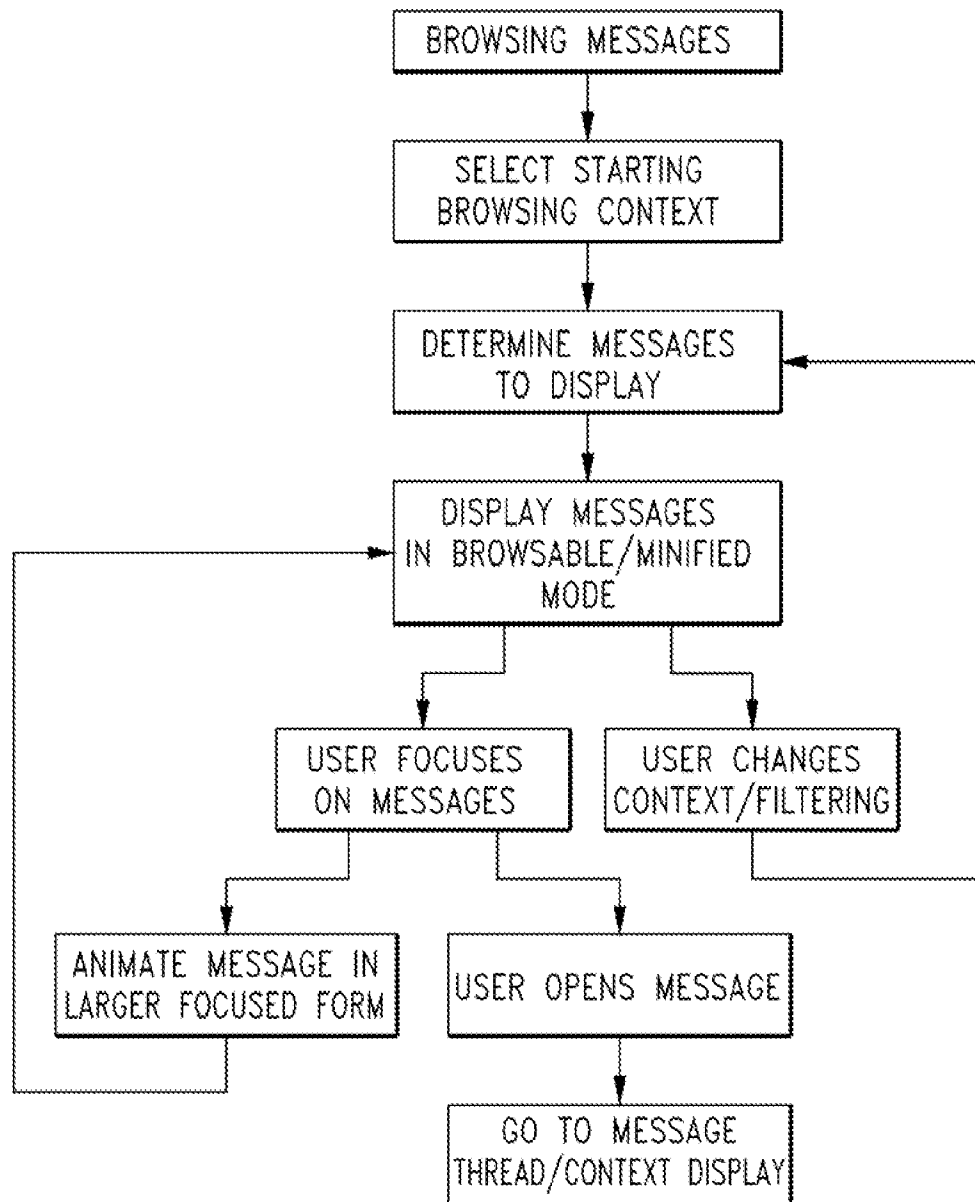 BROWSING MESSAGES
SELECT STARTING
BROWSING CONTEXT
DETERMINE MESSAGES
TO DISPLAY
DISPLAY MESSAGES
IN BROWSABLE/MINIFIED
MODE
USER FOCUSES
ON MESSAGES
USER CHANGES
CONTEXT/FILTERING
ANIMATE MESSAGE IN
LARGER FOCUSED FORM
USER OPENS MESSAGE
GO TO MESSAGE
THREAD/CONTEXT DISPLAY